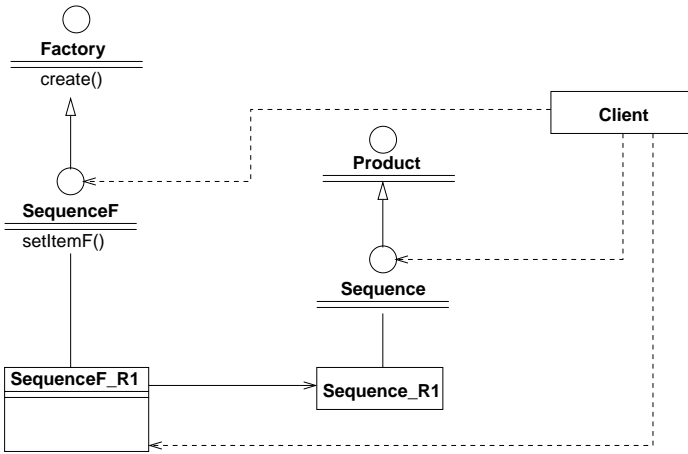 Factory
create()
Client
Product
SequenceF
setItemF()
Sequence
SequenceF_R1
Sequence_R1